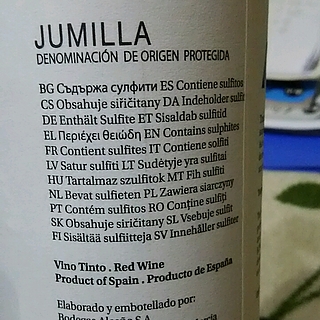 JUMILLA
DENOMINACIÓN DE ORIGEN PROTEGIDA
BG Съдържа сулфити ES Contiene sulfitos
CS Obsahuje siřičitany DA Indeholder sulfit
DE Enthält Sulfite ET Sisaldab sulfitid
EL Περιέχει θειώδη EN Contains sulphites
FR Contient sulfites IT Contiene solfiti
LV Satur sulfīti LT Sudėtyje yra sulfitai
HU Tartalmaz szulfitok MT Fih sulfiti
NL Bevat sulfieten PL Zawiera siarczyny
PT Contém sulfitos RO Conţine sulfiţi
SK Obsahuje siričitany SL Vsebuje sulfit
FI Sisältää sulfiitteja SV Innehåller sulfiter
Vino Tinto . Red Wine
Product of Spain . Producto de España
Elaborado y embotellado por:
Bodegas